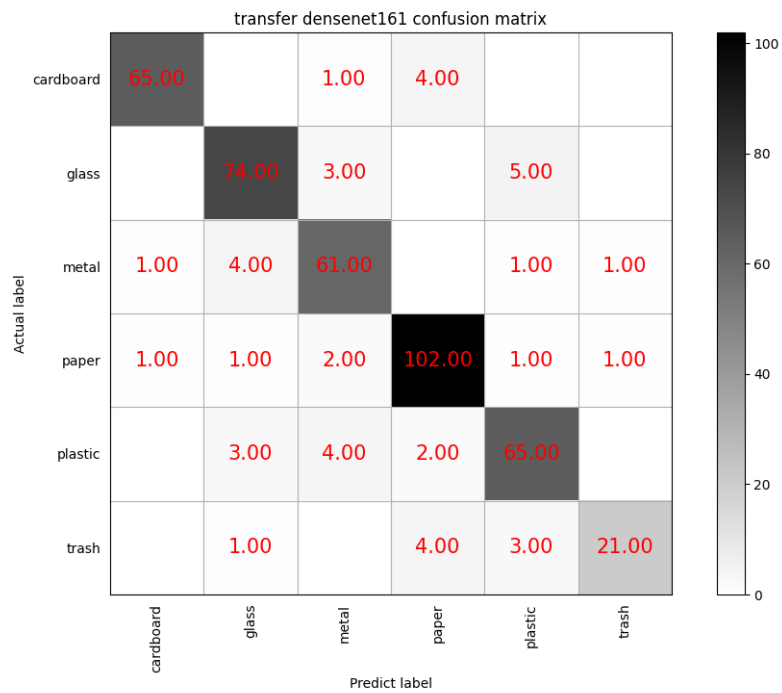 transfer densenet161 confusion matrix
cardboard 65.00 1.00 4.00
glass 74.00 3.00 5.00
metal 1.00 4.00 61.00 1.00 1.00
paper 1.00 1.00 2.00 102.00 1.00 1.00
plastic 3.00 4.00 2.00 65.00
trash 1.00 4.00 3.00 21.00
cardboard glass metal paper plastic trash
Predict label
Actual label
100
80
60
40
20
0